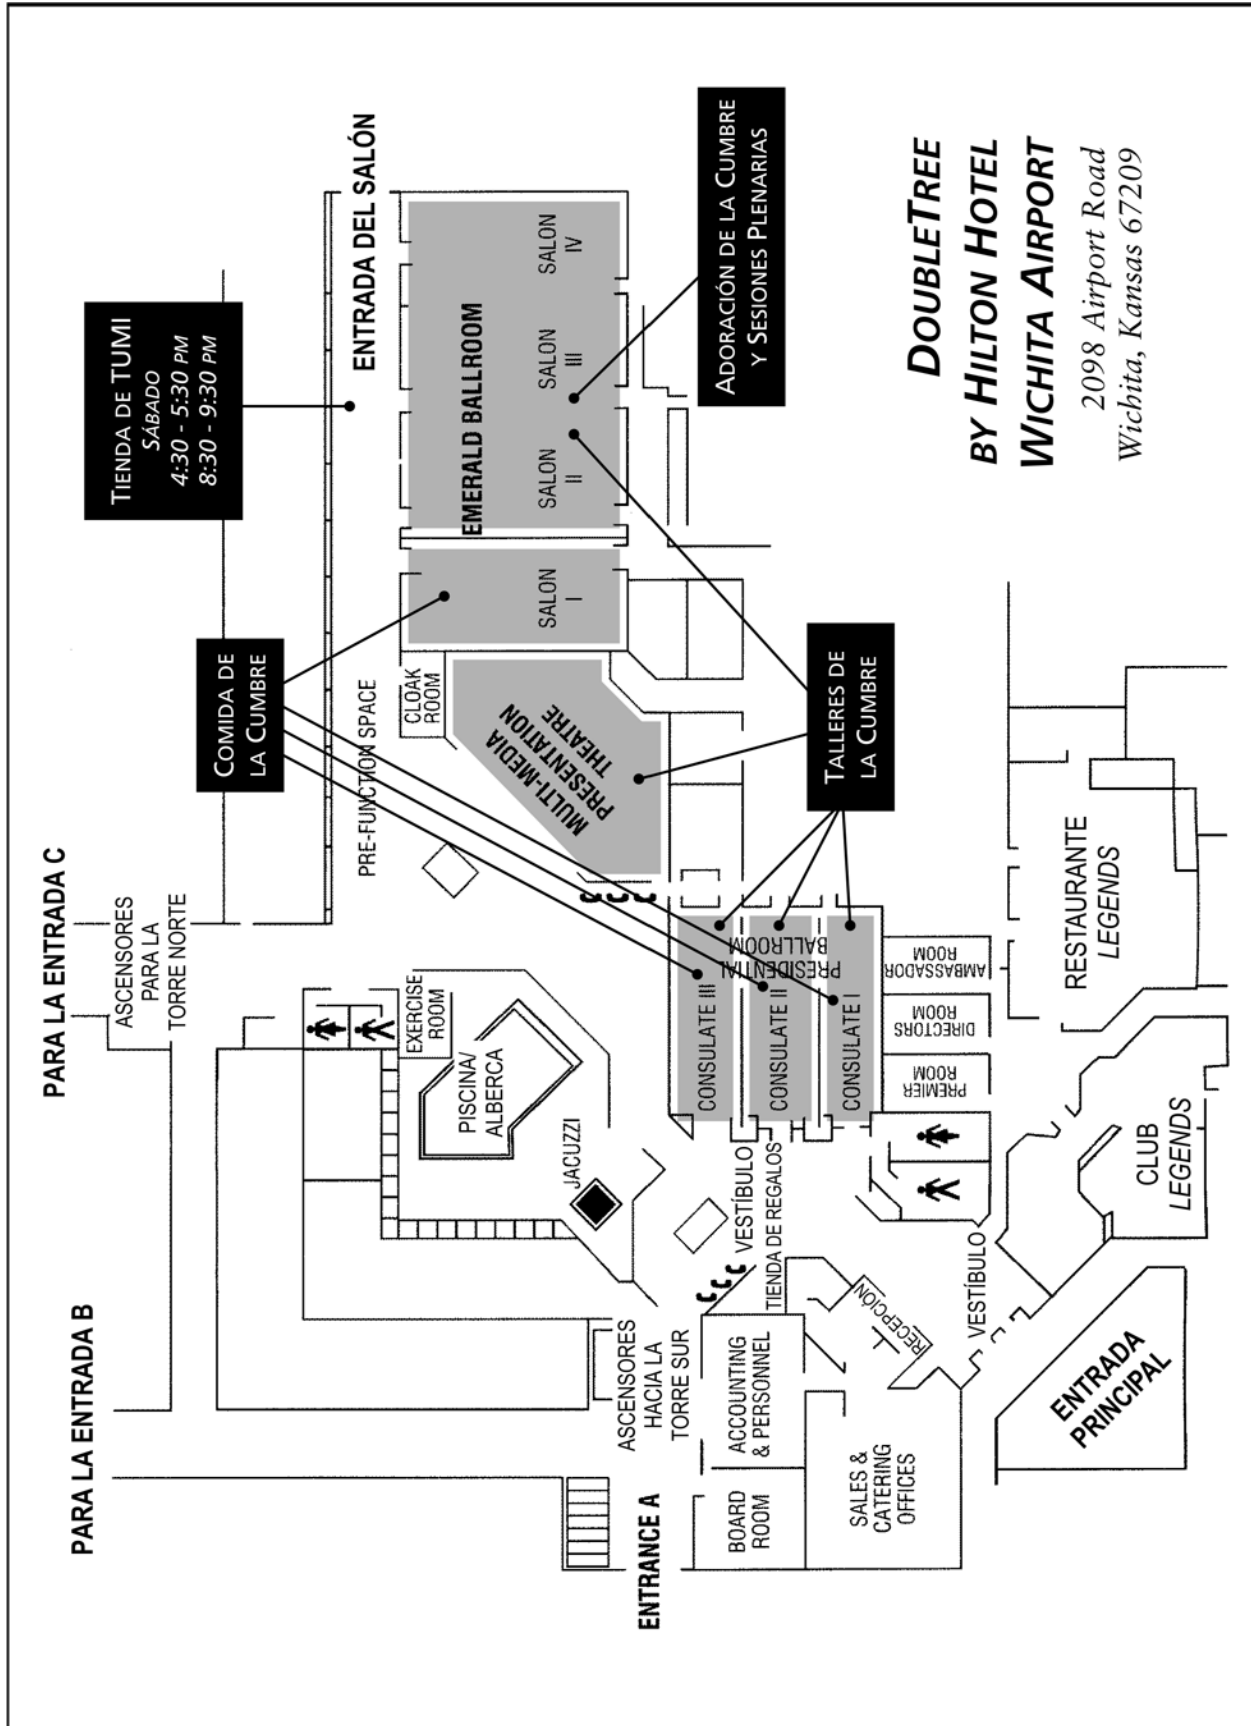 PARA LA ENTRADA B
PARA LA ENTRADA C
ASCENSORES
PARA LA
TORRE NORTE
TIENDA DE TUMI
SÁBADO
4:30 - 5:30 PM
8:30 - 9:30 PM
COMIDA DE
LA CUMBRE
ENTRADA DEL SALÓN
PRE-FUNCTION SPACE
CLOAK
ROOM
EMERALD BALLROOM
SALON
I
SALON
II
SALON
III
SALON
IV
MULTI-MEDIA
PRESENTATION
THEATRE
EXERCISE
ROOM
PISCINA/
ALBERCA
JACUZZI
ENTRANCE A
ASCENSORES
HACIA LA
TORRE SUR
BOARD
ROOM
ACCOUNTING
& PERSONNEL
VESTÍBULO
TIENDA DE REGALOS
CONSULATE III
CONSULATE II
CONSULATE I
PRESIDENTIAL
BALLROOM
ADORACIÓN DE LA CUMBRE
Y SESIONES PLENARIAS
TALLERES DE
LA CUMBRE
SALES &
CATERING
OFFICES
RECEPCIÓN
VESTÍBULO
PREMIER
ROOM
DIRECTORS
ROOM
AMBASSADOR
ROOM
ENTRADA
PRINCIPAL
CLUB
LEGENDS
RESTAURANTE
LEGENDS
DOUBLETREE
BY HILTON HOTEL
WICHITA AIRPORT
2098 Airport Road
Wichita, Kansas 67209